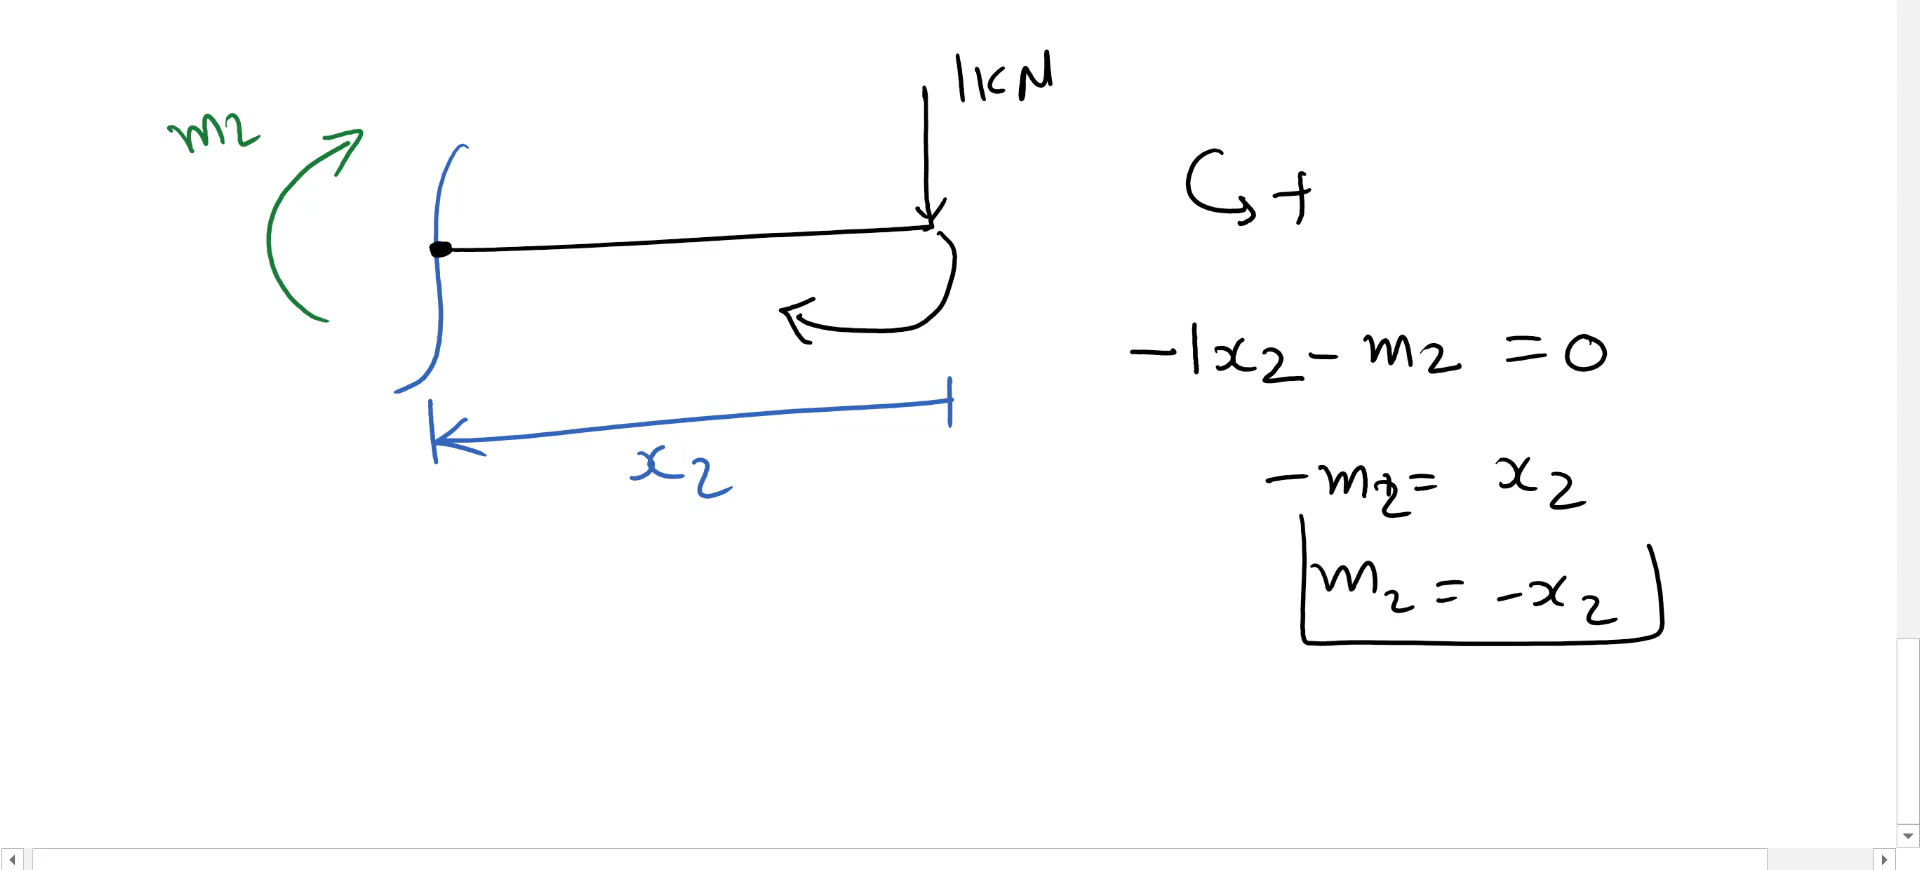 1KN
m2
+
-1x2 - m2 = 0
x2
-m2 = x2
m2 = -x2